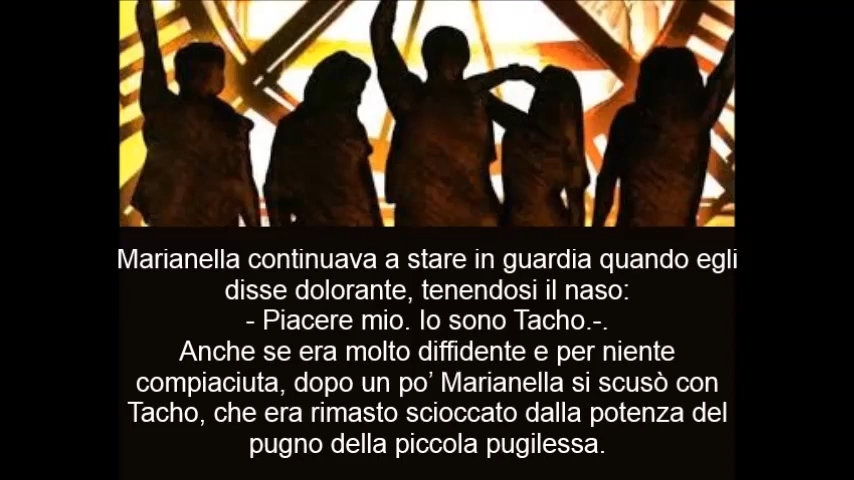 Marianella continuava a stare in guardia quando egli
disse dolorante, tenendosi il naso:
- Piacere mio. Io sono Tacho.-.
Anche se era molto diffidente e per niente
compiaciuta, dopo un po’ Marianella si scusò con
Tacho, che era rimasto scioccato dalla potenza del
pugno della piccola pugilessa.